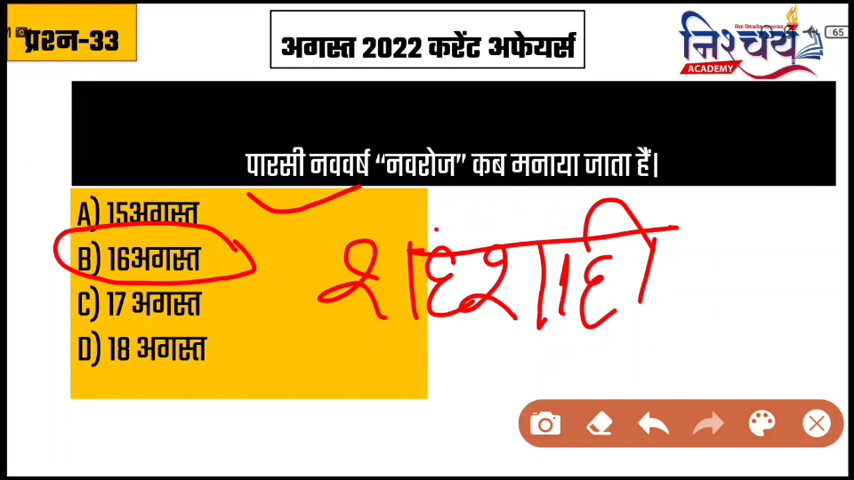 प्रश्न-33
अगस्त 2022 करेंट अफेयर्स
निश्चय
ACADEMY
65
पारसी नववर्ष “नवरोज” कब मनाया जाता हैं।
A) 15अगस्त
B) 16अगस्त
C) 17 अगस्त
D) 18 अगस्त
शहंशाही